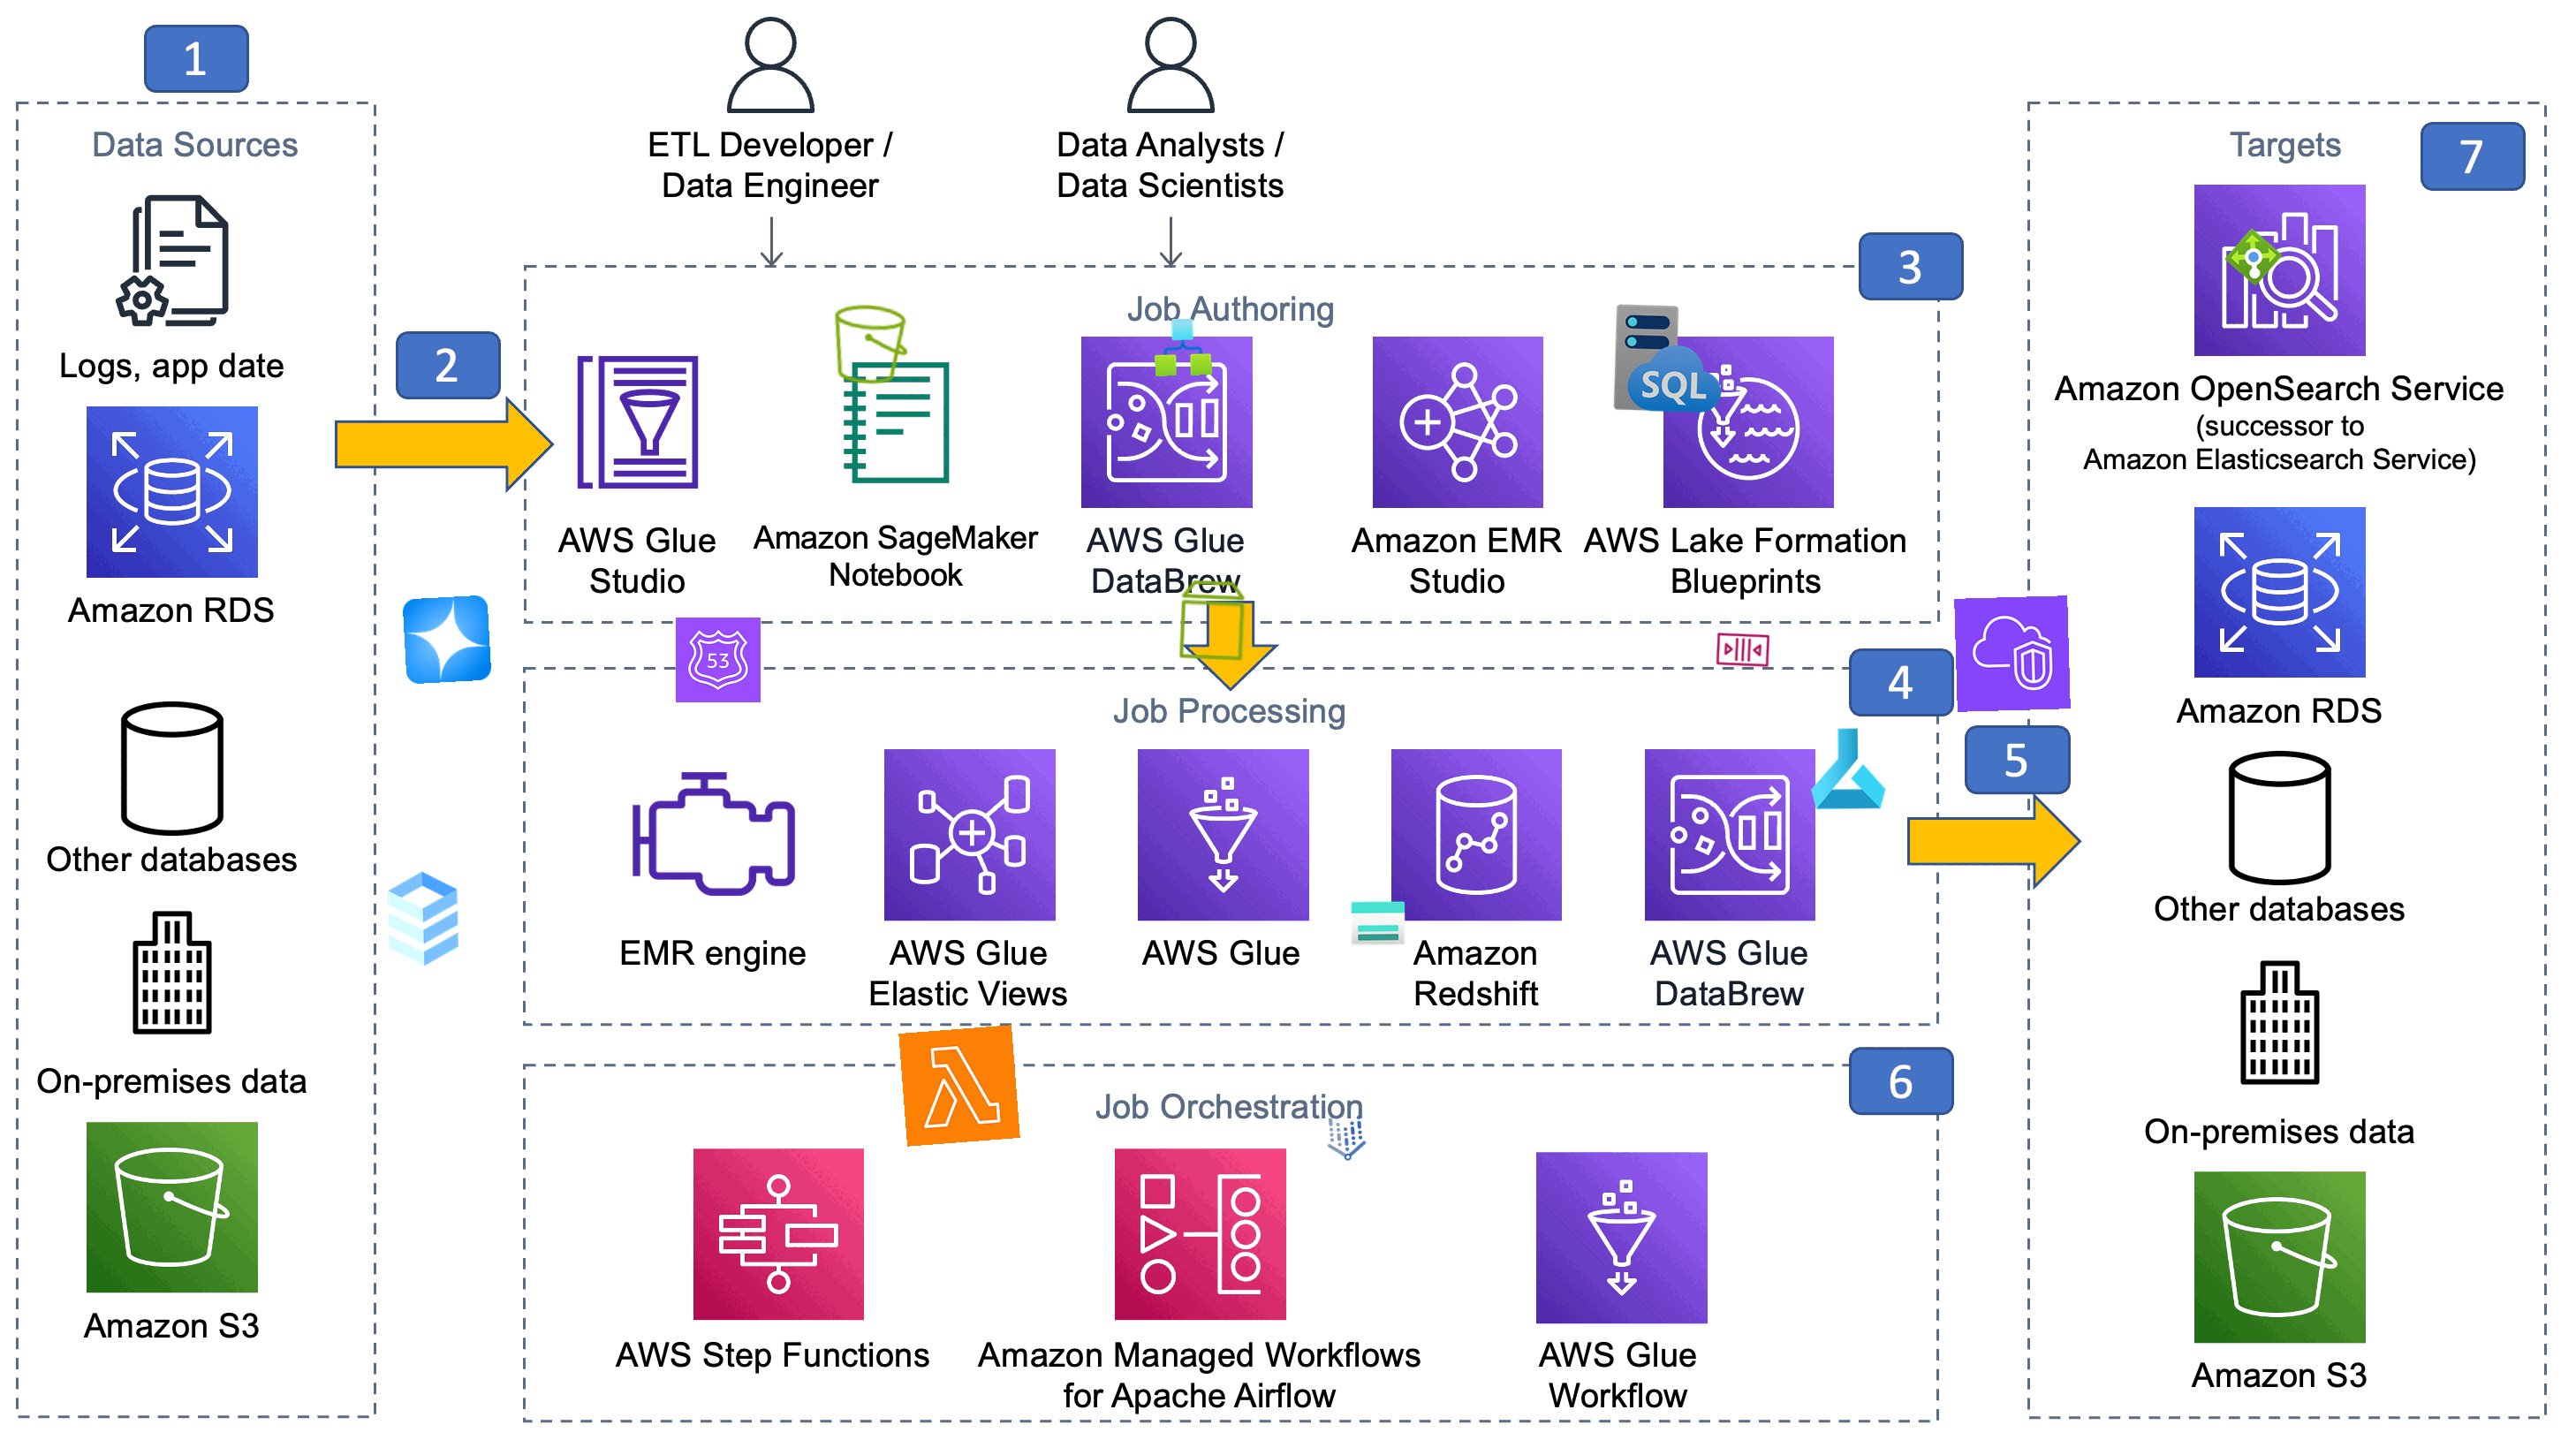 1
Data Sources
Logs, app date
Amazon RDS
Other databases
On-premises data
Amazon S3
2
ETL Developer /
Data Engineer
Data Analysts /
Data Scientists
3
Job Authoring
AWS Glue
Studio
Amazon SageMaker
Notebook
AWS Glue
DataBrew
Amazon EMR
Studio
SQL
AWS Lake Formation
Blueprints
53
4
Job Processing
EMR engine
AWS Glue
Elastic Views
AWS Glue
Amazon
Redshift
AWS Glue
DataBrew
5
6
Job Orchestration
AWS Step Functions
Amazon Managed Workflows
for Apache Airflow
AWS Glue
Workflow
7
Targets
Amazon OpenSearch Service
(successor to
Amazon Elasticsearch Service)
Amazon RDS
Other databases
On-premises data
Amazon S3